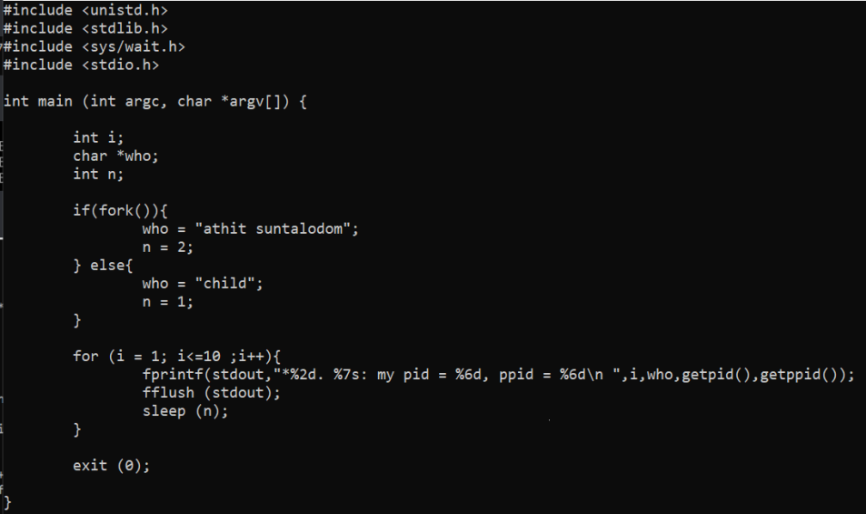 #include <unistd.h>
#include <stdlib.h>
#include <sys/wait.h>
#include <stdio.h>
int main (int argc, char *argv[]) {
int i;
char *who;
int n;
if(fork()){
who = "athit suntalodom";
n = 2;
} else{
who = "child";
n = 1;
}
for (i = 1; i<=10 ;i++){
fprintf(stdout,"*%2d. %7s: my pid = %6d, ppid = %6d\n ",i,who,getpid(),getppid());
fflush (stdout);
sleep (n);
}
exit (0);
}